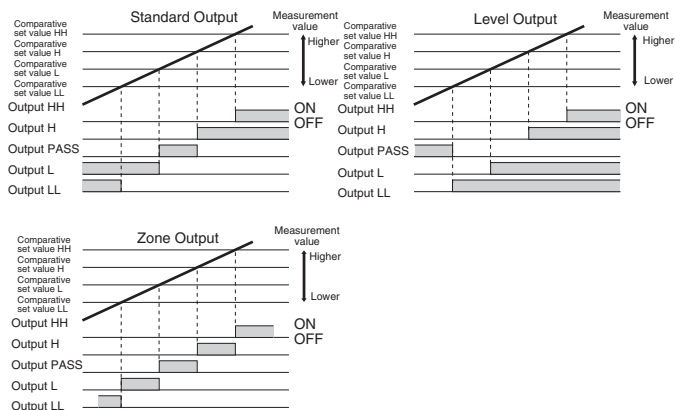 Standard Output
Comparative
set value HH
Comparative
set value H
Comparative
set value L
Comparative
set value LL
Measurement
value
Higher
Lower
Output HH
Output H
Output PASS
Output L
Output LL
ON
OFF
Level Output
Comparative
set value HH
Comparative
set value H
Comparative
set value L
Comparative
set value LL
Measurement
value
Higher
Lower
Output HH
Output H
Output PASS
Output L
Output LL
ON
OFF
Zone Output
Comparative
set value HH
Comparative
set value H
Comparative
set value L
Comparative
set value LL
Measurement
value
Higher
Lower
Output HH
Output H
Output PASS
Output L
Output LL
ON
OFF